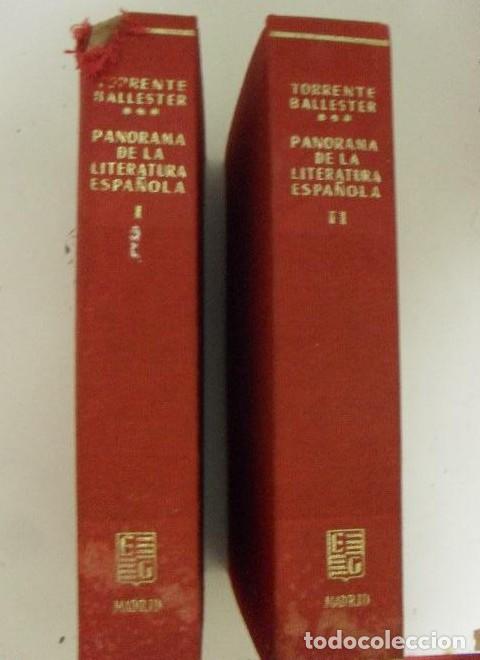 TORRENTE
BALLESTER
PANORAMA
DE LA
LITERATURA
ESPAÑOLA
I
E
G
MADRID
TORRENTE
BALLESTER
PANORAMA
DE LA
LITERATURA
ESPAÑOLA
II
E
G
MADRID
todocoleccion